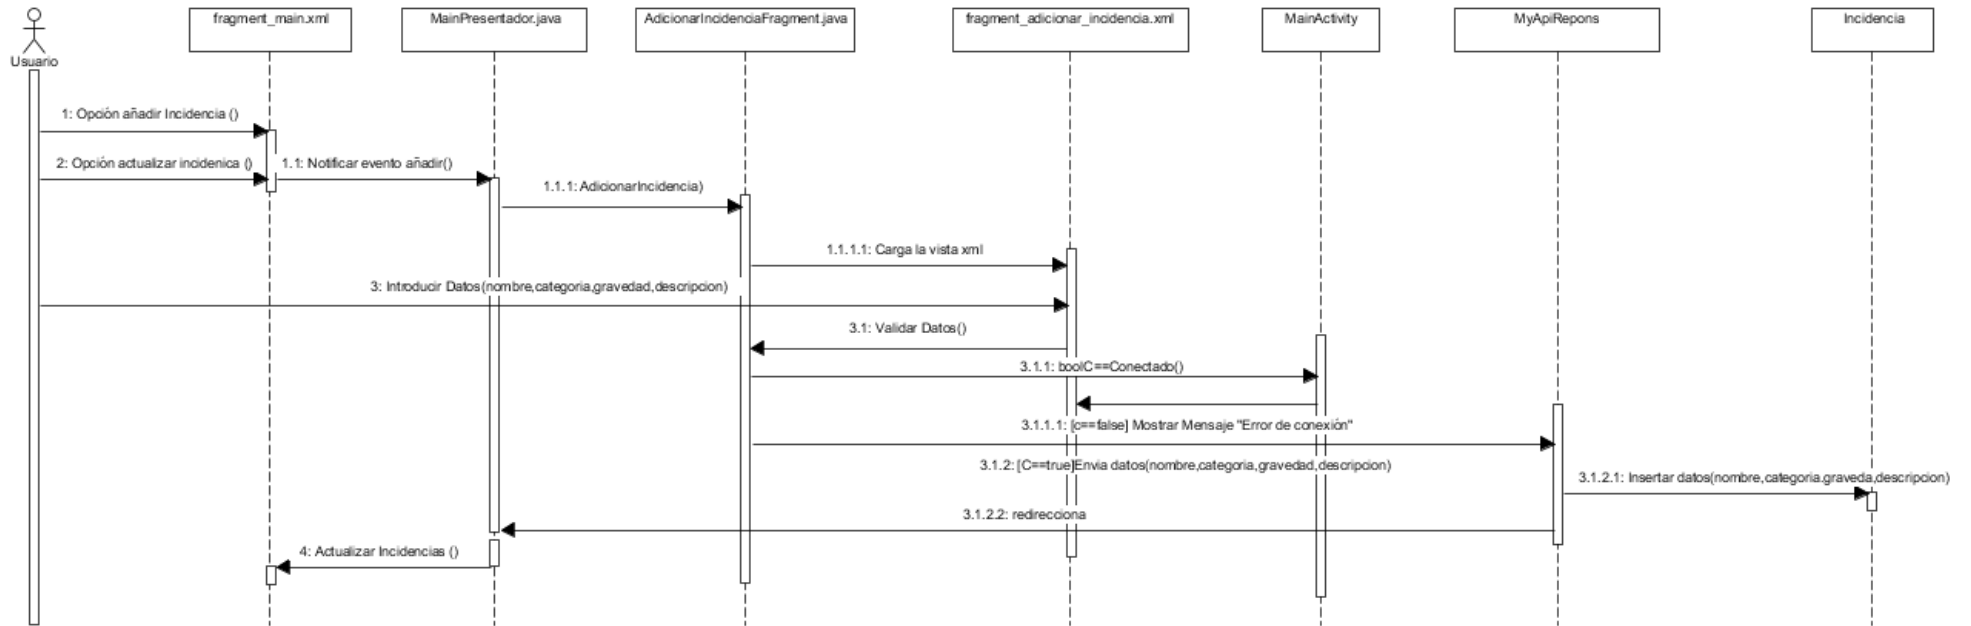 fragment_main.xml
MainPresentador.java
AdicionarIncidenciaFragment.java
fragment_adicionar_incidencia.xml
MainActivity
MyApiRepons
Incidencia
Usuario
1: Opción añadir Incidencia ()
2: Opción actualizar incidenica ()
1.1: Notificar evento añadir()
1.1.1: AdicionarIncidencia)
1.1.1.1: Carga la vista xml
3: Introducir Datos(nombre,categoria,gravedad,descripcion)
3.1: Validar Datos()
3.1.1: boolC==Conectado()
3.1.1.1: [c==false] Mostrar Mensaje "Error de conexión"
3.1.2: [C==true]Envia datos(nombre,categoria,gravedad,descripcion)
3.1.2.1: Insertar datos(nombre,categoria.graveda,descripcion)
3.1.2.2: redirecciona
4: Actualizar Incidencias ()